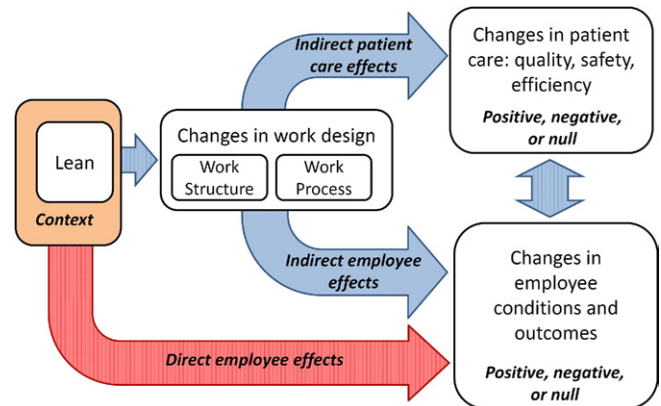 Indirect patient
care effects
Changes in patient
care: quality, safety,
efficiency
Positive, negative,
or null
Lean
Context
Changes in work design
Work
Structure
Work
Process
Indirect employee
effects
Changes in
employee
conditions and
outcomes
Positive, negative,
or null
Direct employee effects